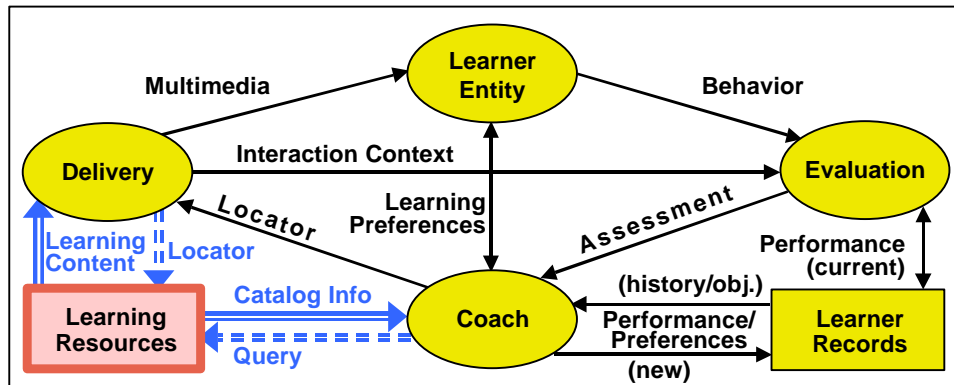 Learner
Entity
Multimedia
Behavior
Interaction Context
Delivery
Evaluation
Learning
Preferences
Locator
Assessment
Learning
Content
Locator
Performance
(current)
Catalog Info
(history/obj.)
Learning
Resources
Coach
Performance/
Preferences
Learner
Records
Query
(new)